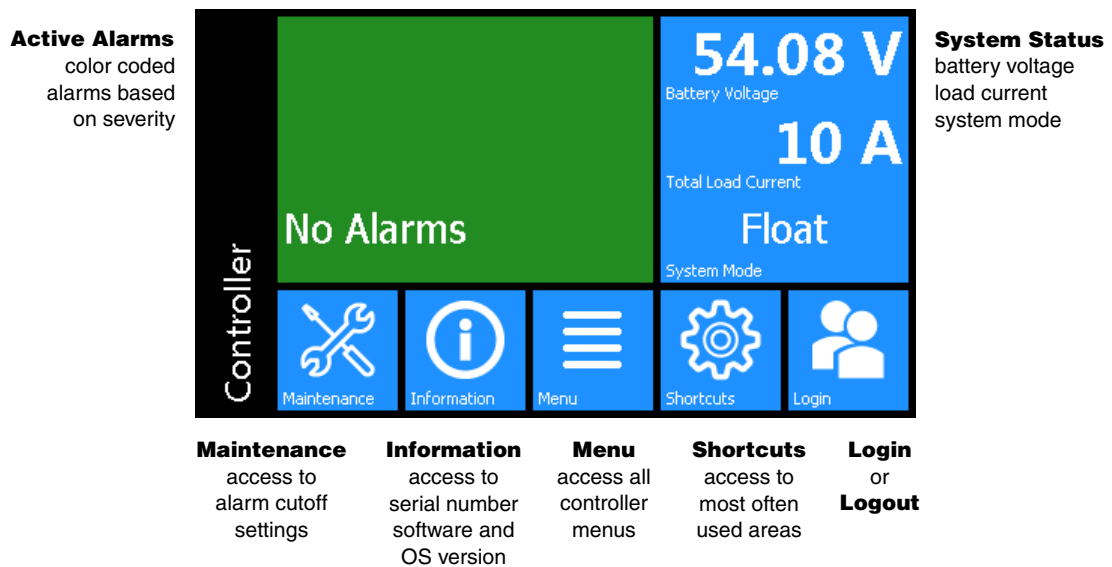 Active Alarms
color coded
alarms based
on severity
Controller
No Alarms
54.08 V
Battery Voltage
10 A
Total Load Current
Float
System Mode
System Status
battery voltage
load current
system mode
Maintenance
Information
Menu
Shortcuts
Login
Maintenance
access to
alarm cutoff
settings
Information
access to
serial number
software and
OS version
Menu
access all
controller
menus
Shortcuts
access to
most often
used areas
Login
or
Logout